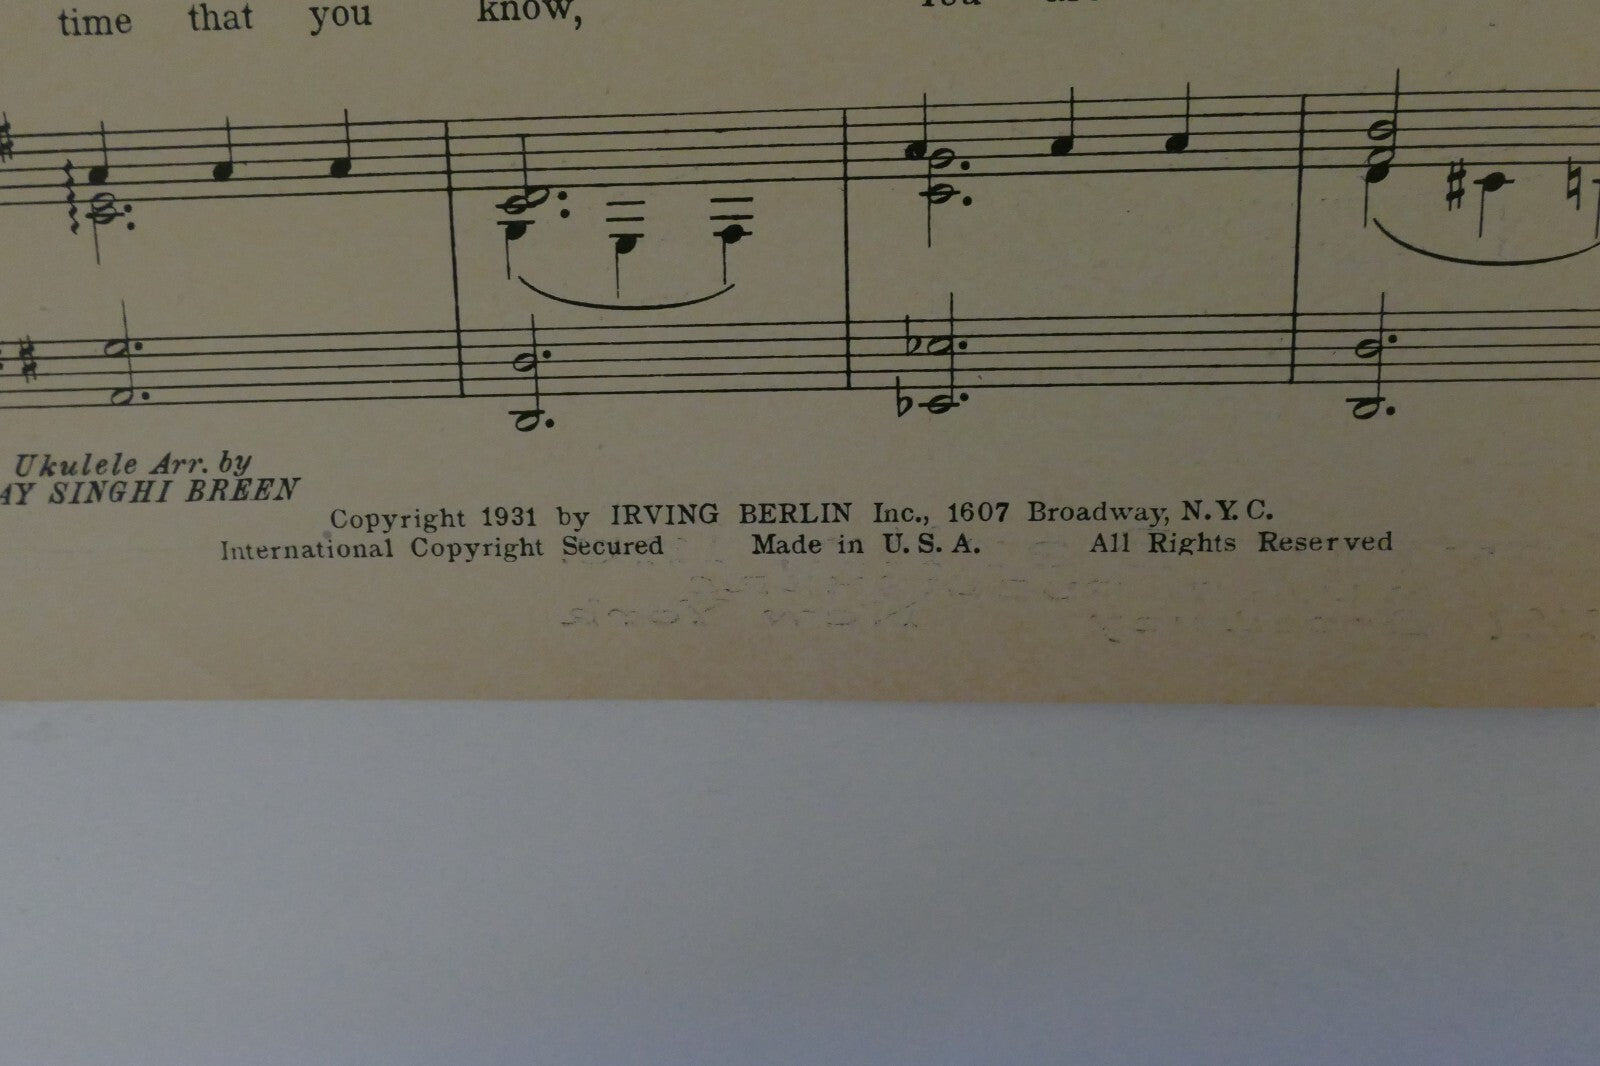 time that you know,
Ukulele Arr. by
AY SINGHI BREEN
Copyright 1931 by IRVING BERLIN Inc., 1607 Broadway, N.Y.C.
International Copyright Secured Made in U.S.A. All Rights Reserved